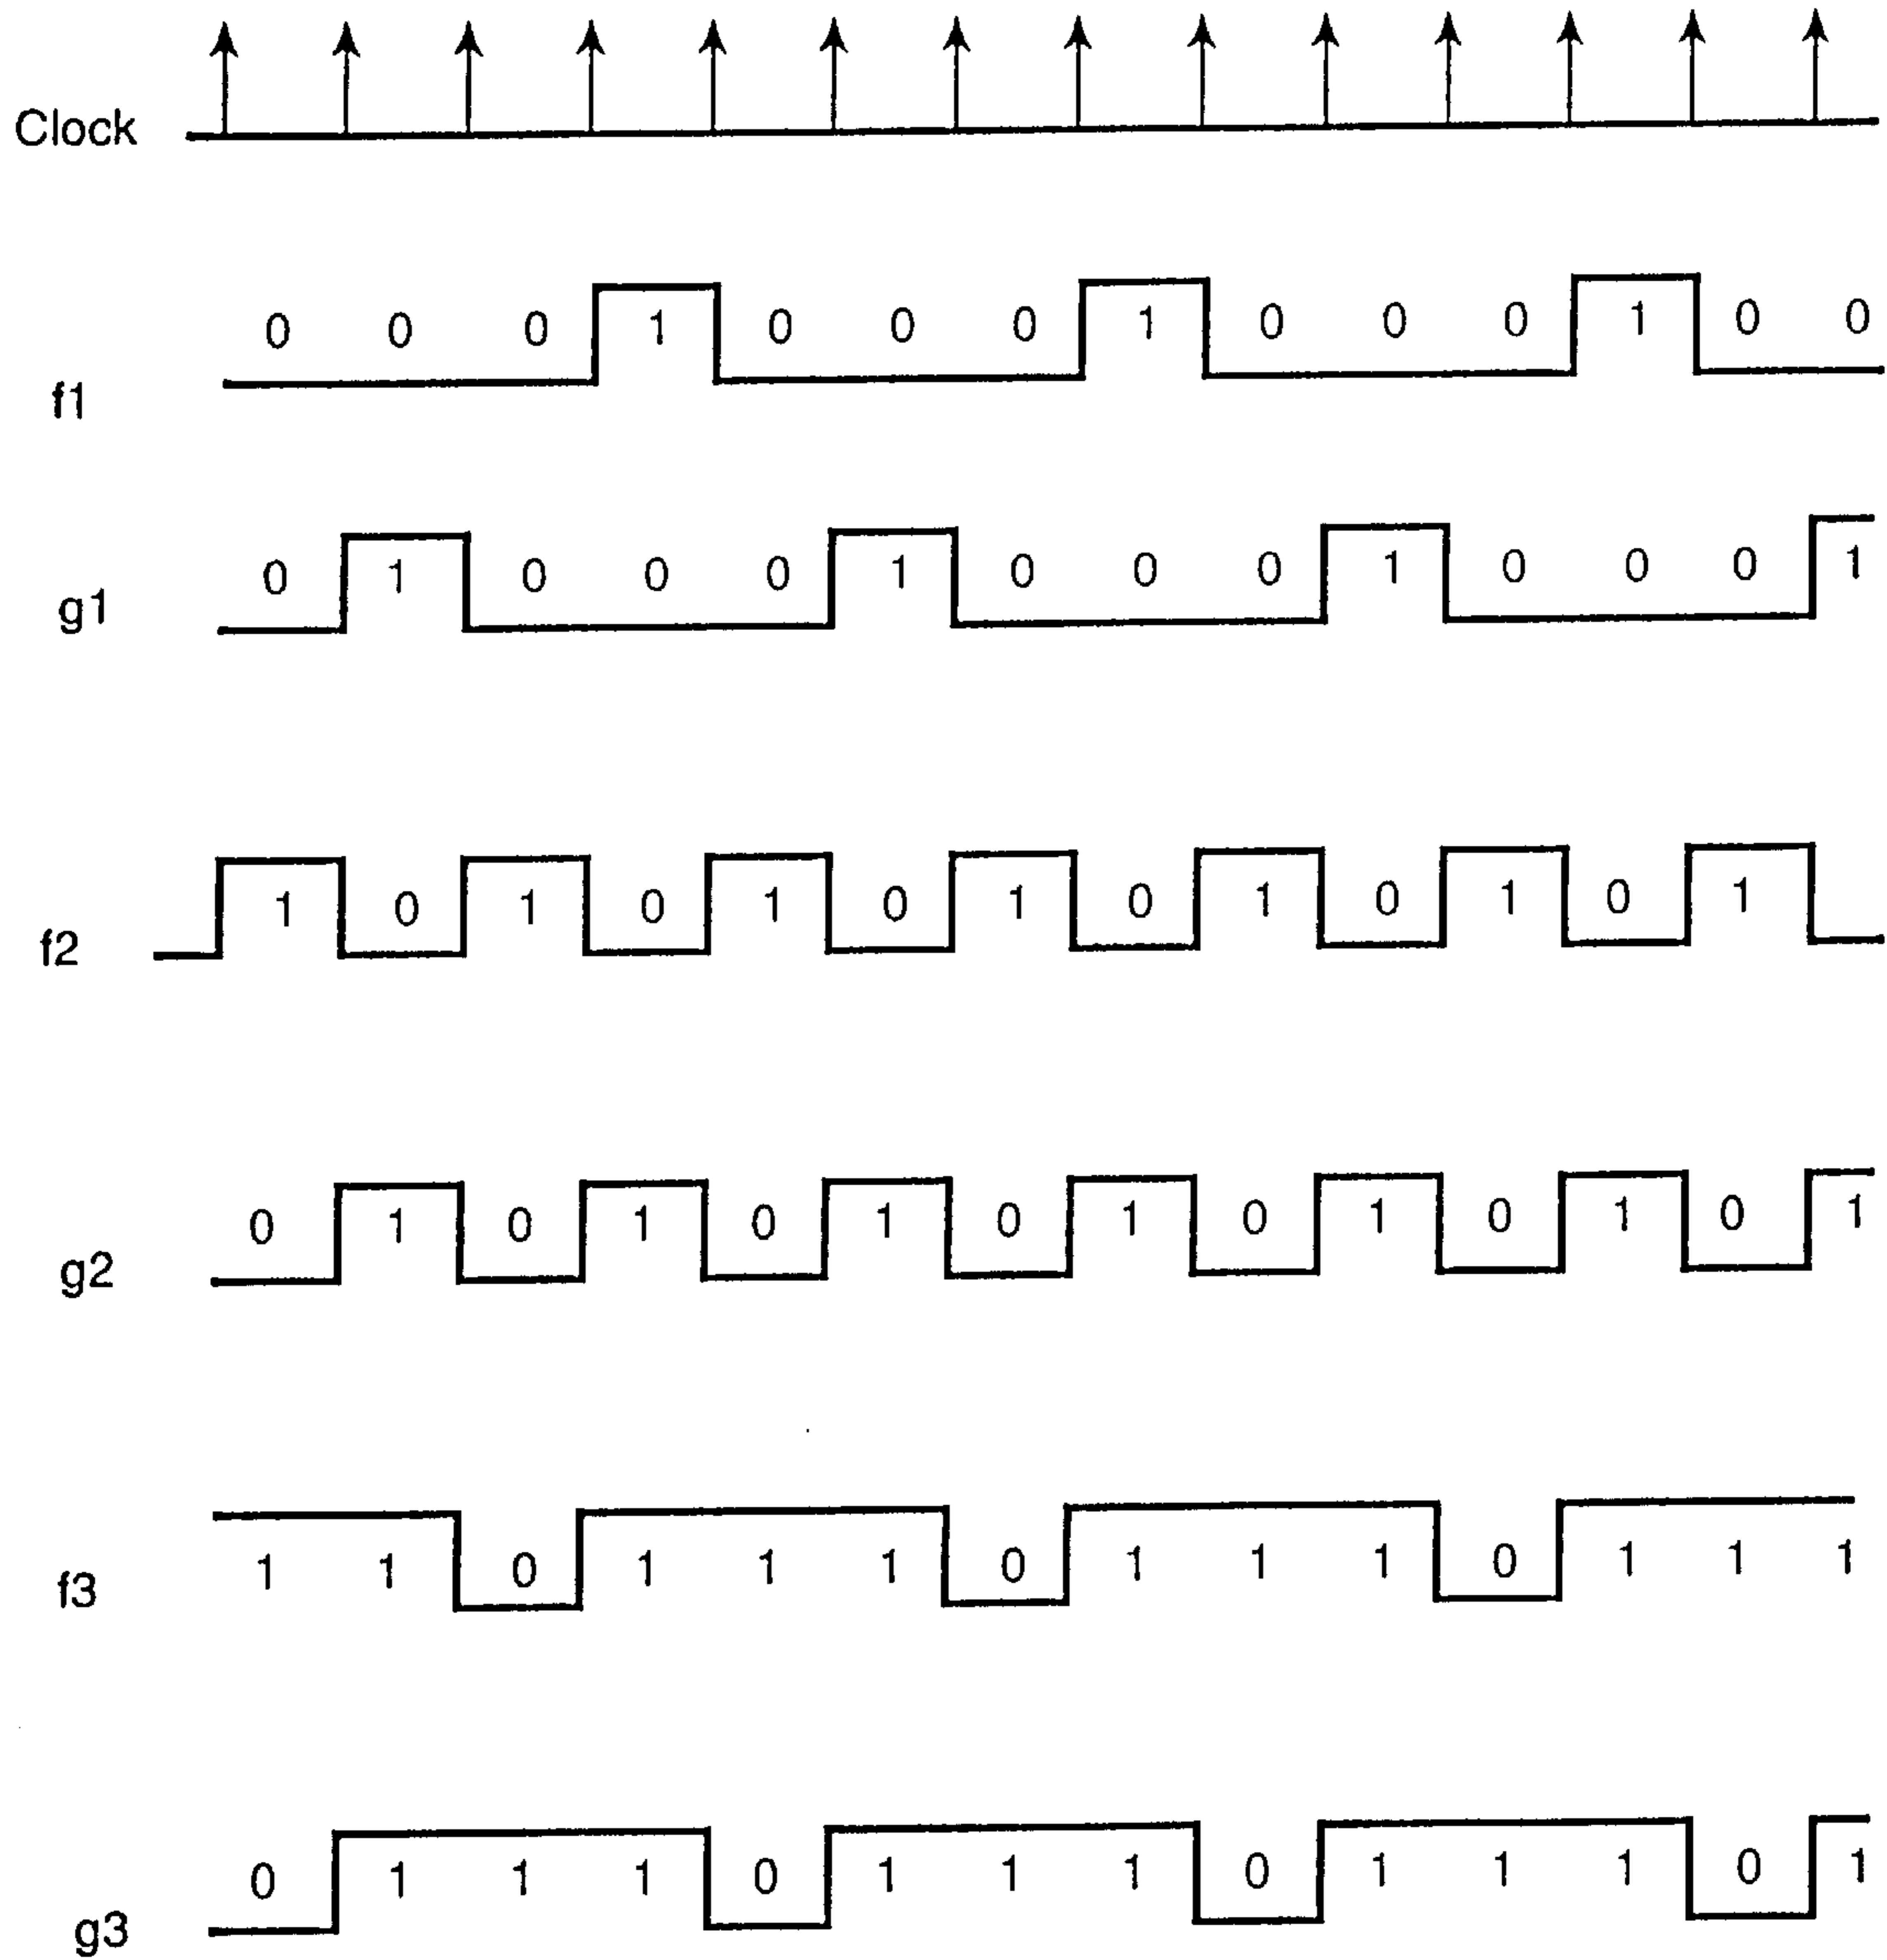 Clock
0 0 0 1 0 0 0 1 0 0 0 1 0 0
f1
0 1 0 0 0 1 0 0 0 1 0 0 0 1
g1
1 0 1 0 1 0 1 0 1 0 1 0 1
f2
0 1 0 1 0 1 0 1 0 1 0 1 0 1
g2
1 1 0 1 1 1 0 1 1 1 0 1 1 1
f3
0 1 1 1 0 1 1 1 0 1 1 1 0 1
g3